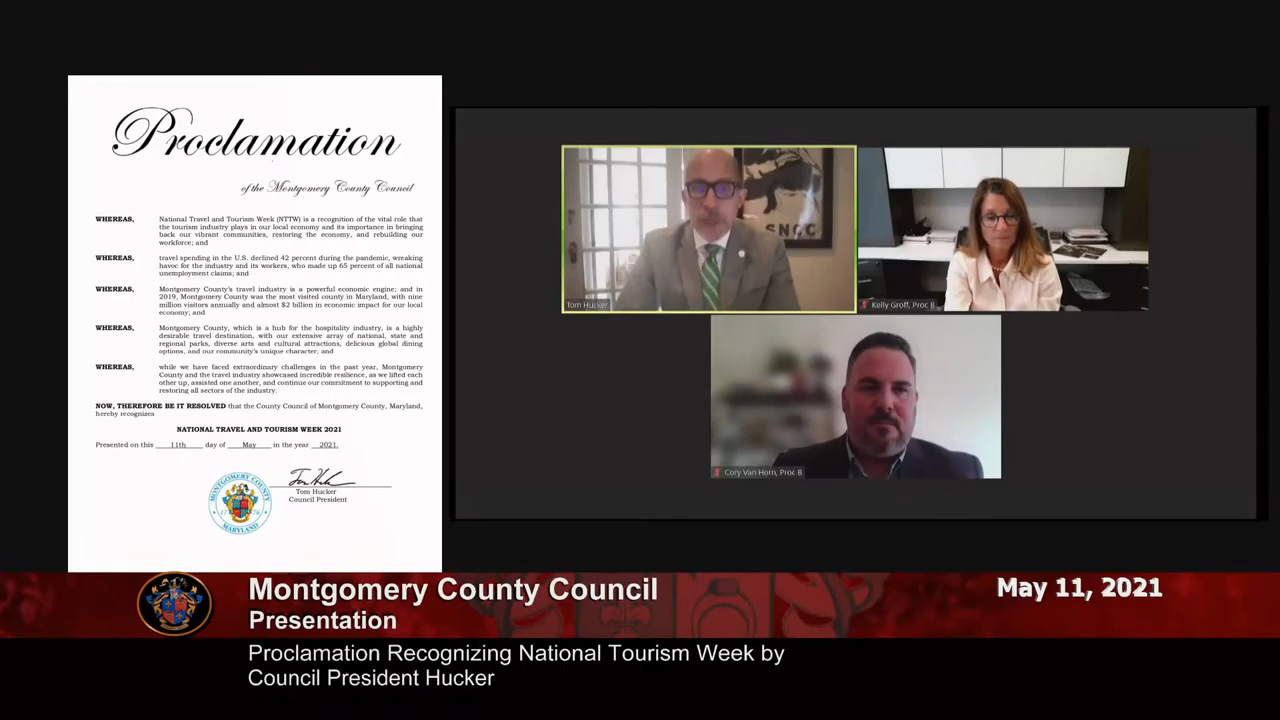 Proclamation
of the Montgomery County Council
WHEREAS, National Travel and Tourism Week (NTTW) is a recognition of the vital role that
the tourism industry plays in our local economy and its importance in bringing
back our vibrant communities, restoring the economy, and rebuilding our
workforce; and
WHEREAS, travel spending in the U.S. declined 42 percent during the pandemic, wreaking
havoc for the industry and its workers, who made up 65 percent of all national
unemployment claims; and
WHEREAS, Montgomery County's travel industry is a powerful economic engine; and in
2019, Montgomery County was the most visited county in Maryland, with nine
million visitors annually and almost $2 billion in economic impact for our local
economy; and
WHEREAS, Montgomery County, which is a hub for the hospitality industry, is a highly
desirable travel destination, with our extensive array of national, state and
regional parks, diverse arts and cultural attractions, delicious global dining
options, and our community's unique character; and
WHEREAS, while we have faced extraordinary challenges in the past year, Montgomery
County and the travel industry showcased incredible resilience, as we lifted each
other up, assisted one another, and continue our commitment to supporting and
restoring all sectors of the industry.
NOW, THEREFORE BE IT RESOLVED that the County Council of Montgomery County, Maryland,
hereby recognizes
NATIONAL TRAVEL AND TOURISM WEEK 2021
Presented on this 11th day of May in the year 2021.
MONTGOMERY COUNTY
17 76
MARYLAND
Tom Hucker
Council President
SNCC
Tom Hucker
Kelly Groff, Proc B
Cory Van Horn, Proc B
Montgomery County Council
Presentation
May 11, 2021
Proclamation Recognizing National Tourism Week by
Council President Hucker